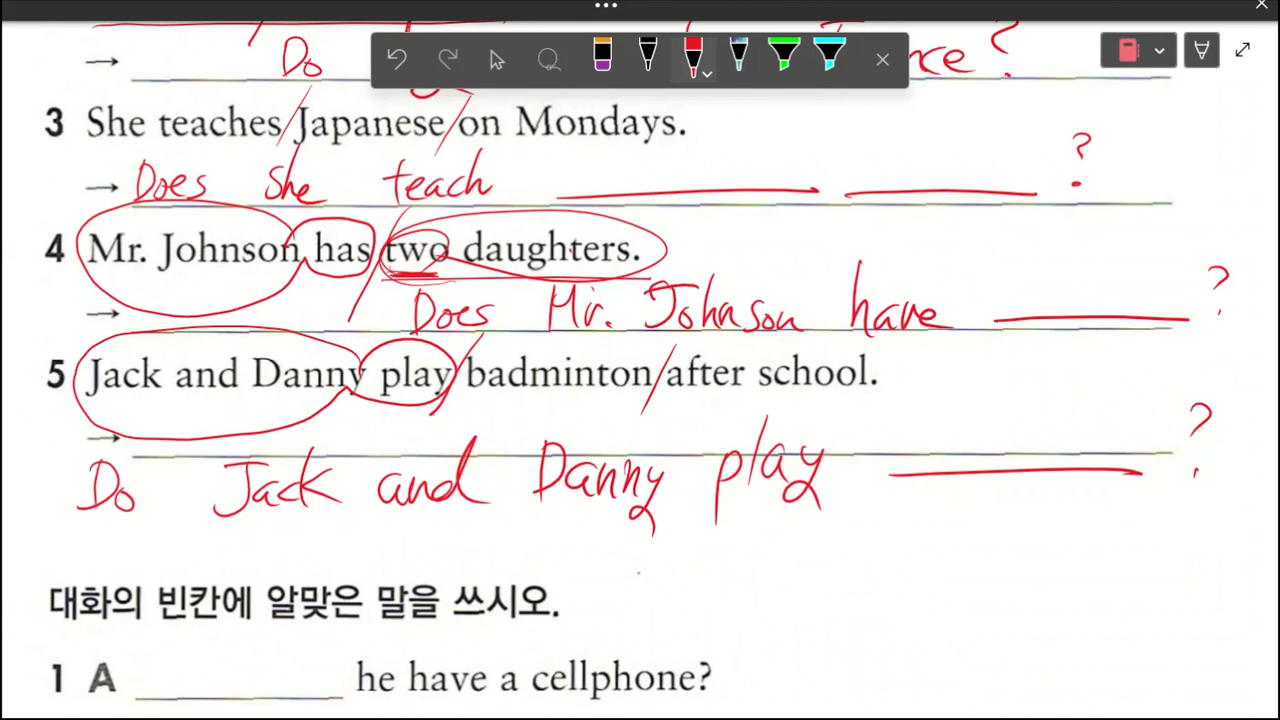 → Do nce?
3 She teaches Japanese on Mondays.
→ Does she teach ?
4 Mr. Johnson has two daughters.
→ Does Mr. Johnson have ?
5 Jack and Danny play badminton after school.
→ Do Jack and Danny play ?
대화의 빈칸에 알맞은 말을 쓰시오.
1 A he have a cellphone?